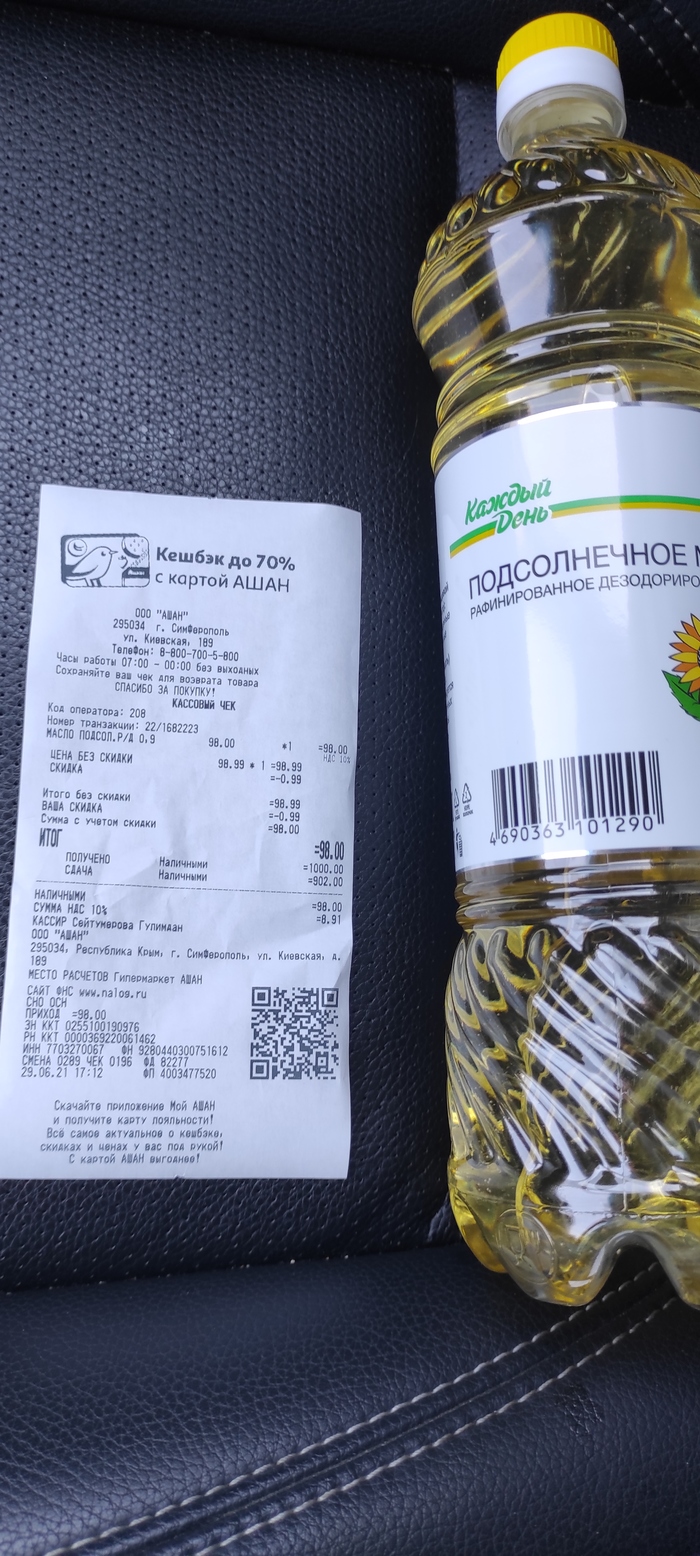 Кешбэк до 70%
с картой АШАН
ООО "АШАН"
295034 г. Симферополь
ул. Киевская, 189
Телефон: 8-800-700-5-800
Часы работы 07:00 - 00:00 без выходных
Сохраняйте ваш чек для возврата товара
СПАСИБО ЗА ПОКУПКУ!
КАССОВЫЙ ЧЕК
Код оператора: 208
Номер транзакции: 22/1682223
МАСЛО ПОДСОЛ.Р/Д 0,9 98.00 *1 =98.00
НДС 10%
ЦЕНА БЕЗ СКИДКИ 98.99 * 1 =98.99
СКИДКА =-0.99
Итого без скидки =98.99
ВАША СКИДКА =-0.99
Сумма с учетом скидки =98.00
ИТОГ =98.00
ПОЛУЧЕНО Наличными =1000.00
СДАЧА Наличными =902.00
НАЛИЧНЫМИ =98.00
СУММА НДС 10% =8.91
КАССИР Сейтумерова Гулимдан
ООО "АШАН"
295034, Республика Крым, г. Симферополь, ул. Киевская, д.
189
МЕСТО РАСЧЕТОВ Гипермаркет АШАН
САЙТ ФНС www.nalog.ru
СНО ОСН
ПРИХОД =98.00
ЗН ККТ 0255100190976
РН ККТ 0000369220061462
ИНН 7703270067 ФН 9280440300751612
СМЕНА 0289 ЧЕК 0196 ФД 82277
29.06.21 17:12 ФП 4003477520
Скачайте приложение Мой АШАН
и получите карту лояльности!
Всё самое актуальное о кешбэке,
скидках и ценах у вас под рукой!
С картой АШАН выгоднее!
Каждый
День
ПОДСОЛНЕЧНОЕ М
РАФИНИРОВАННОЕ ДЕЗОДОРИРО
4690363101290